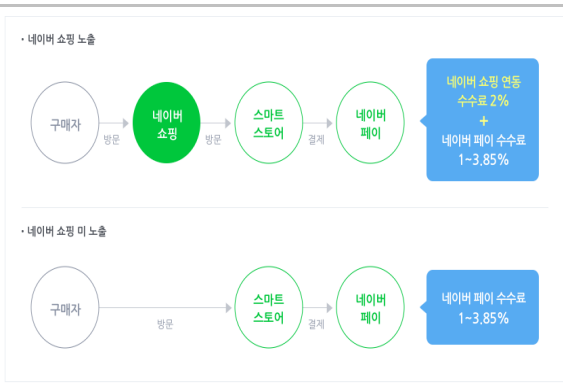 • 네이버 쇼핑 노출
구매자
방문
네이버
쇼핑
방문
스마트
스토어
결제
네이버
페이
네이버 쇼핑 연동
수수료 2%
+
네이버 페이 수수료
1~3.85%
• 네이버 쇼핑 미 노출
구매자
방문
스마트
스토어
결제
네이버
페이
네이버 페이 수수료
1~3.85%